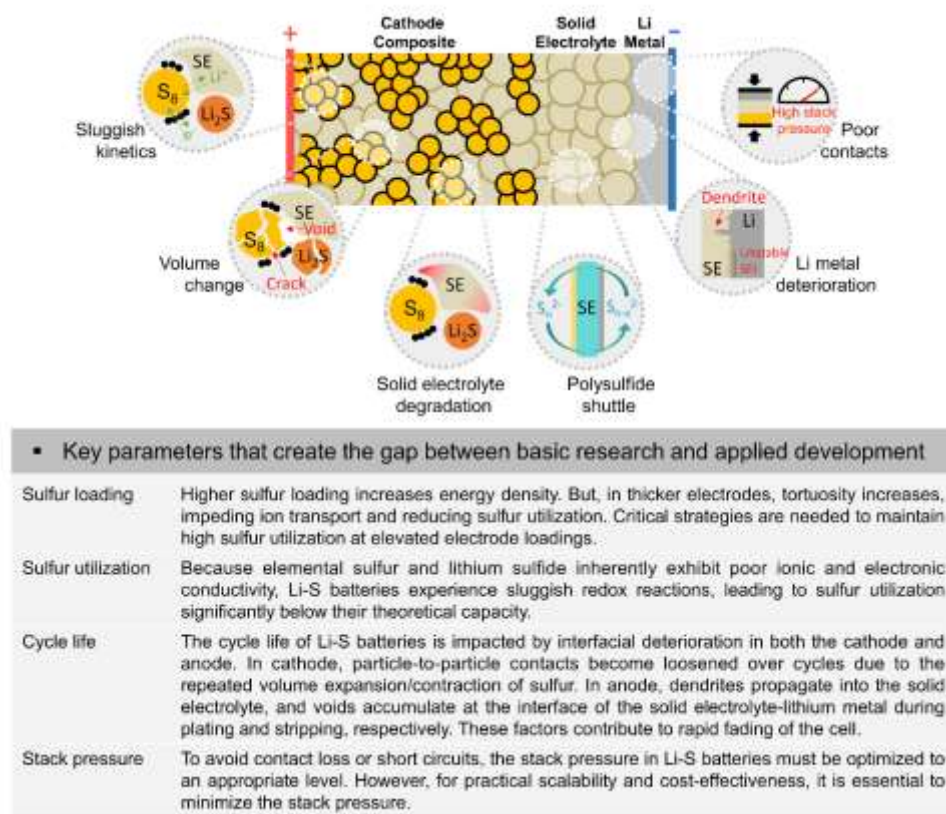 Cathode Composite
Solid Electrolyte
Li Metal
+
−
SE
Li⁺
S₈
Li₂S
Sluggish kinetics
High stack pressure
Poor contacts
SE
Void
S₈
Li₂S
Crack
Volume change
Dendrite
Li
SE
Li metal deterioration
SE
S₈
Li₂S
Solid electrolyte degradation
SE
Polysulfide shuttle
▪ Key parameters that create the gap between basic research and applied development
Sulfur loading
Higher sulfur loading increases energy density. But, in thicker electrodes, tortuosity increases,
impeding ion transport and reducing sulfur utilization. Critical strategies are needed to maintain
high sulfur utilization at elevated electrode loadings.
Sulfur utilization
Because elemental sulfur and lithium sulfide inherently exhibit poor ionic and electronic
conductivity, Li-S batteries experience sluggish redox reactions, leading to sulfur utilization
significantly below their theoretical capacity.
Cycle life
The cycle life of Li-S batteries is impacted by interfacial deterioration in both the cathode and
anode. In cathode, particle-to-particle contacts become loosened over cycles due to the
repeated volume expansion/contraction of sulfur. In anode, dendrites propagate into the solid
electrolyte, and voids accumulate at the interface of the solid electrolyte-lithium metal during
plating and stripping, respectively. These factors contribute to rapid fading of the cell.
Stack pressure
To avoid contact loss or short circuits, the stack pressure in Li-S batteries must be optimized to
an appropriate level. However, for practical scalability and cost-effectiveness, it is essential to
minimize the stack pressure.